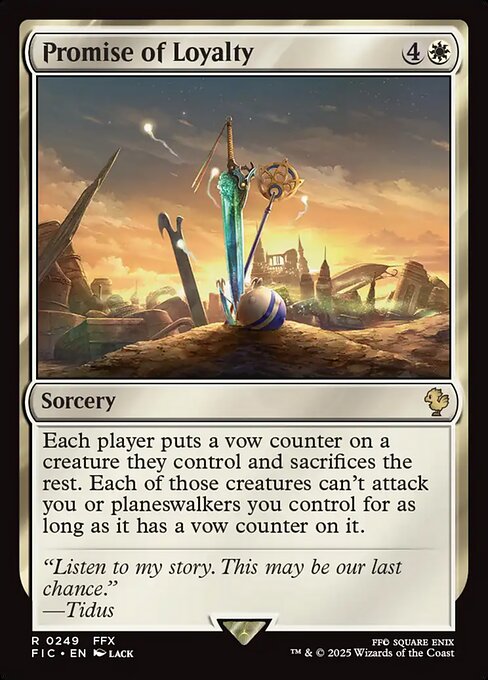 Promise of Loyalty 4
Sorcery
Each player puts a vow counter on a
creature they control and sacrifices the
rest. Each of those creatures can't attack
you or planeswalkers you control for as
long as it has a vow counter on it.
“Listen to my story. This may be our last
chance.”
—Tidus
R 0249 FFX
FIC • EN LACK
FF© SQUARE ENIX
™ & © 2025 Wizards of the Coast